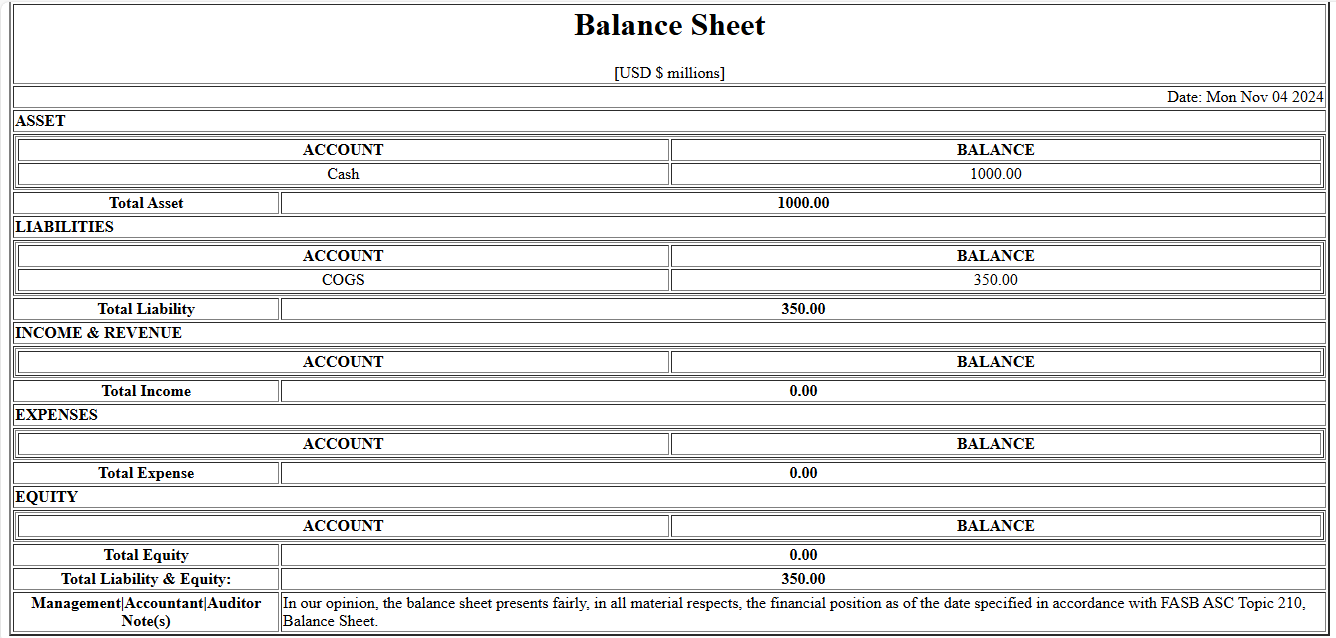 Balance Sheet
[USD $ millions]
Date: Mon Nov 04 2024
ASSET
ACCOUNT BALANCE
Cash 1000.00
Total Asset 1000.00
LIABILITIES
ACCOUNT BALANCE
COGS 350.00
Total Liability 350.00
INCOME & REVENUE
ACCOUNT BALANCE
Total Income 0.00
EXPENSES
ACCOUNT BALANCE
Total Expense 0.00
EQUITY
ACCOUNT BALANCE
Total Equity 0.00
Total Liability & Equity: 350.00
Management|Accountant|Auditor
Note(s)
In our opinion, the balance sheet presents fairly, in all material respects, the financial position as of the date specified in accordance with FASB ASC Topic 210,
Balance Sheet.